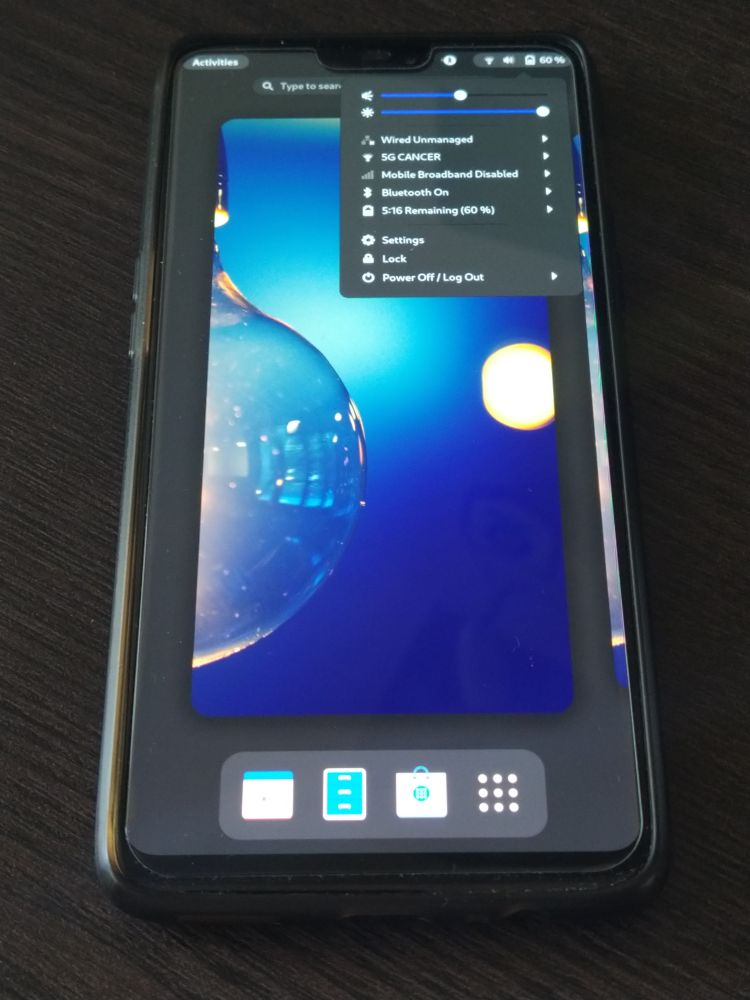 Activities
60 %
Type to sear
Wired Unmanaged
5G CANCER
Mobile Broadband Disabled
Bluetooth On
5:16 Remaining (60 %)
Settings
Lock
Power Off / Log Out